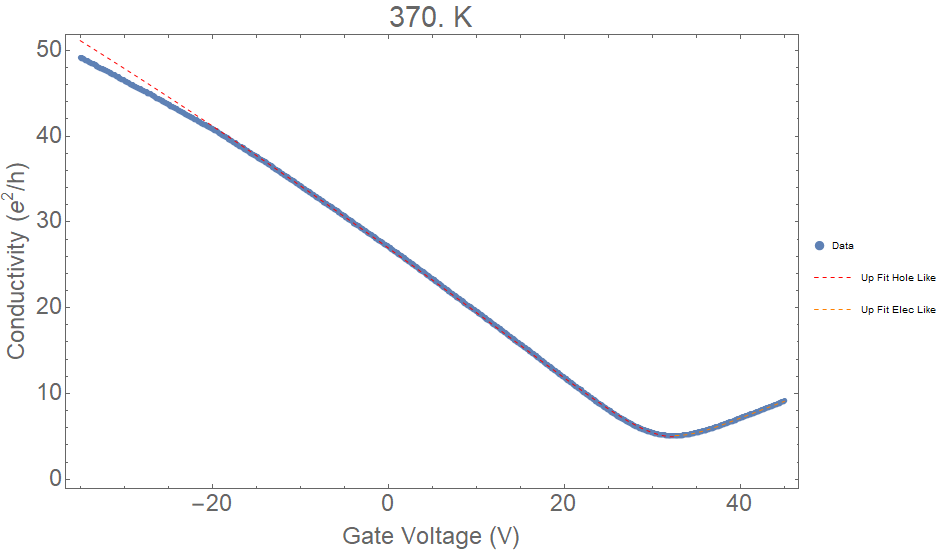 370. K
50
40
30
20
10
0
Conductivity (e²/h)
−20
0
20
40
Gate Voltage (V)
Data
Up Fit Hole Like
Up Fit Elec Like